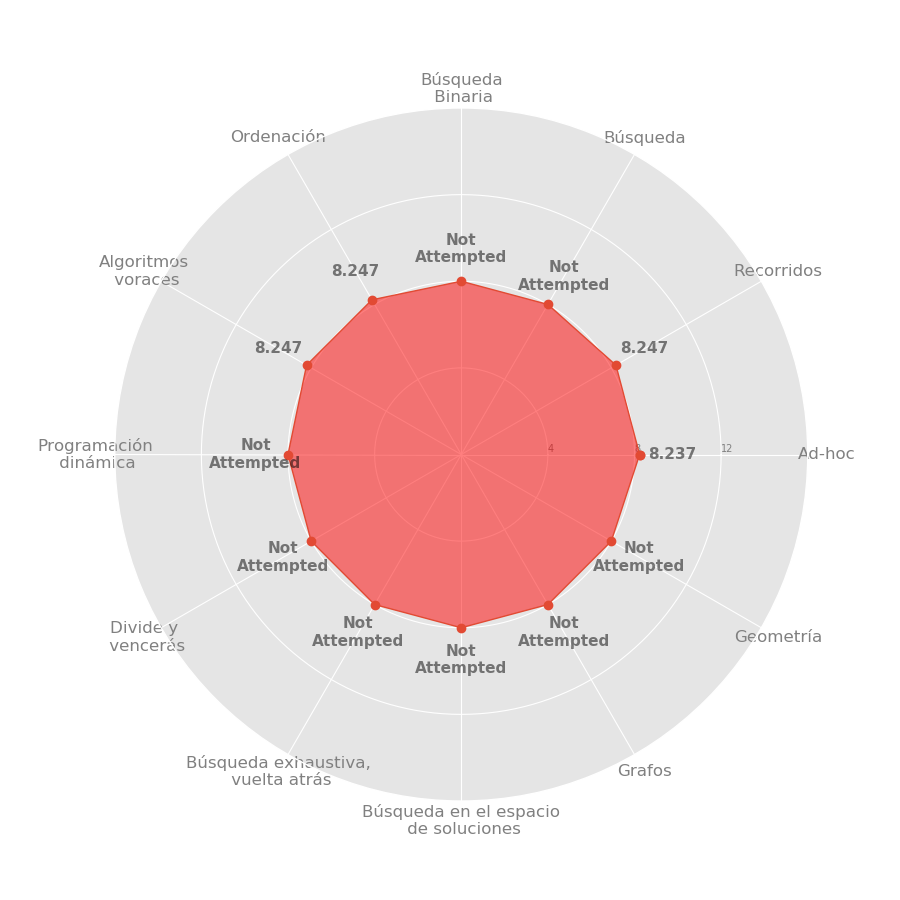 Búsqueda
Binaria
Ordenación
Búsqueda
Not
Attempted
Algoritmos
voraces
8.247
Not
Attempted
Recorridos
8.247
8.247
Programación
dinámica
Not
Attempted
4
8
12
8.237
Ad-hoc
Not
Attempted
Not
Attempted
Divide y
vencerás
Not
Attempted
Not
Attempted
Not
Attempted
Geometría
Búsqueda exhaustiva,
vuelta atrás
Grafos
Búsqueda en el espacio
de soluciones